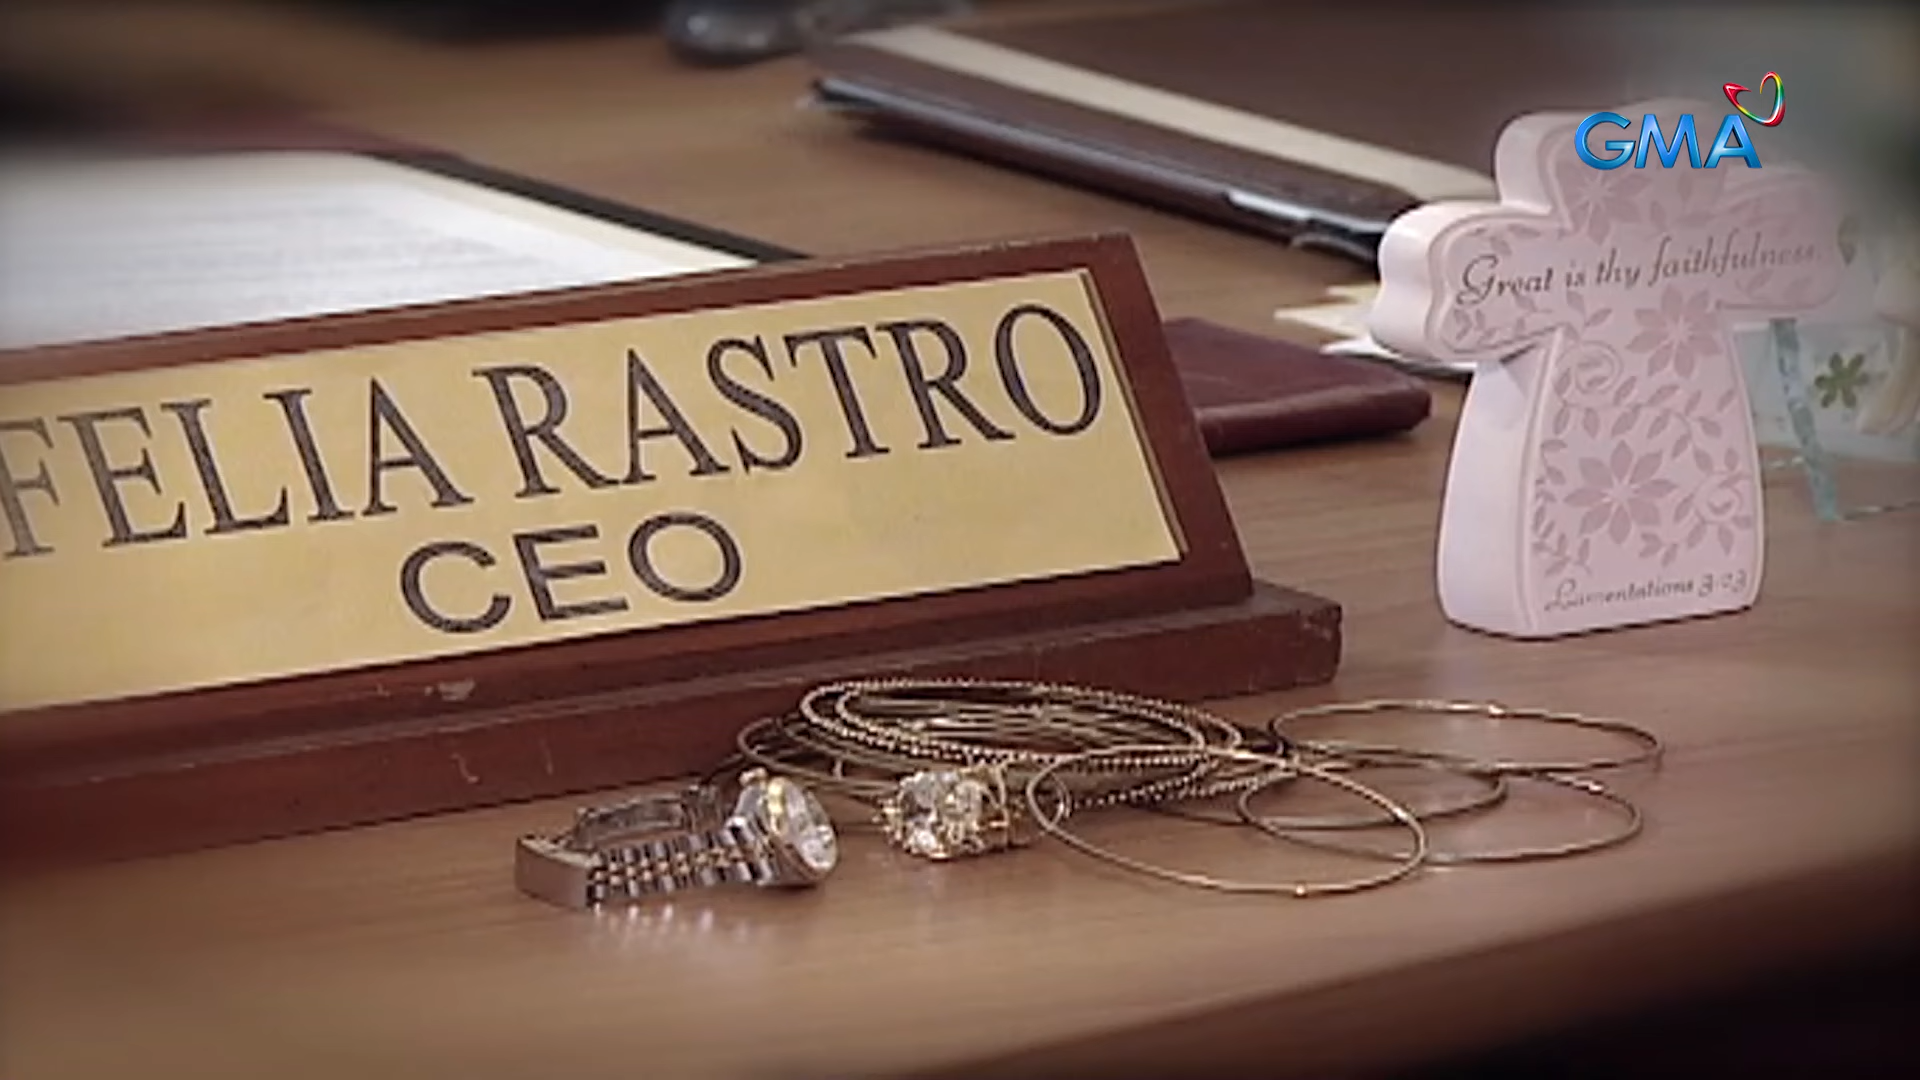 GMA
Great is thy faithfulness.
FELIA RASTRO
CEO
Lamentations 3:23